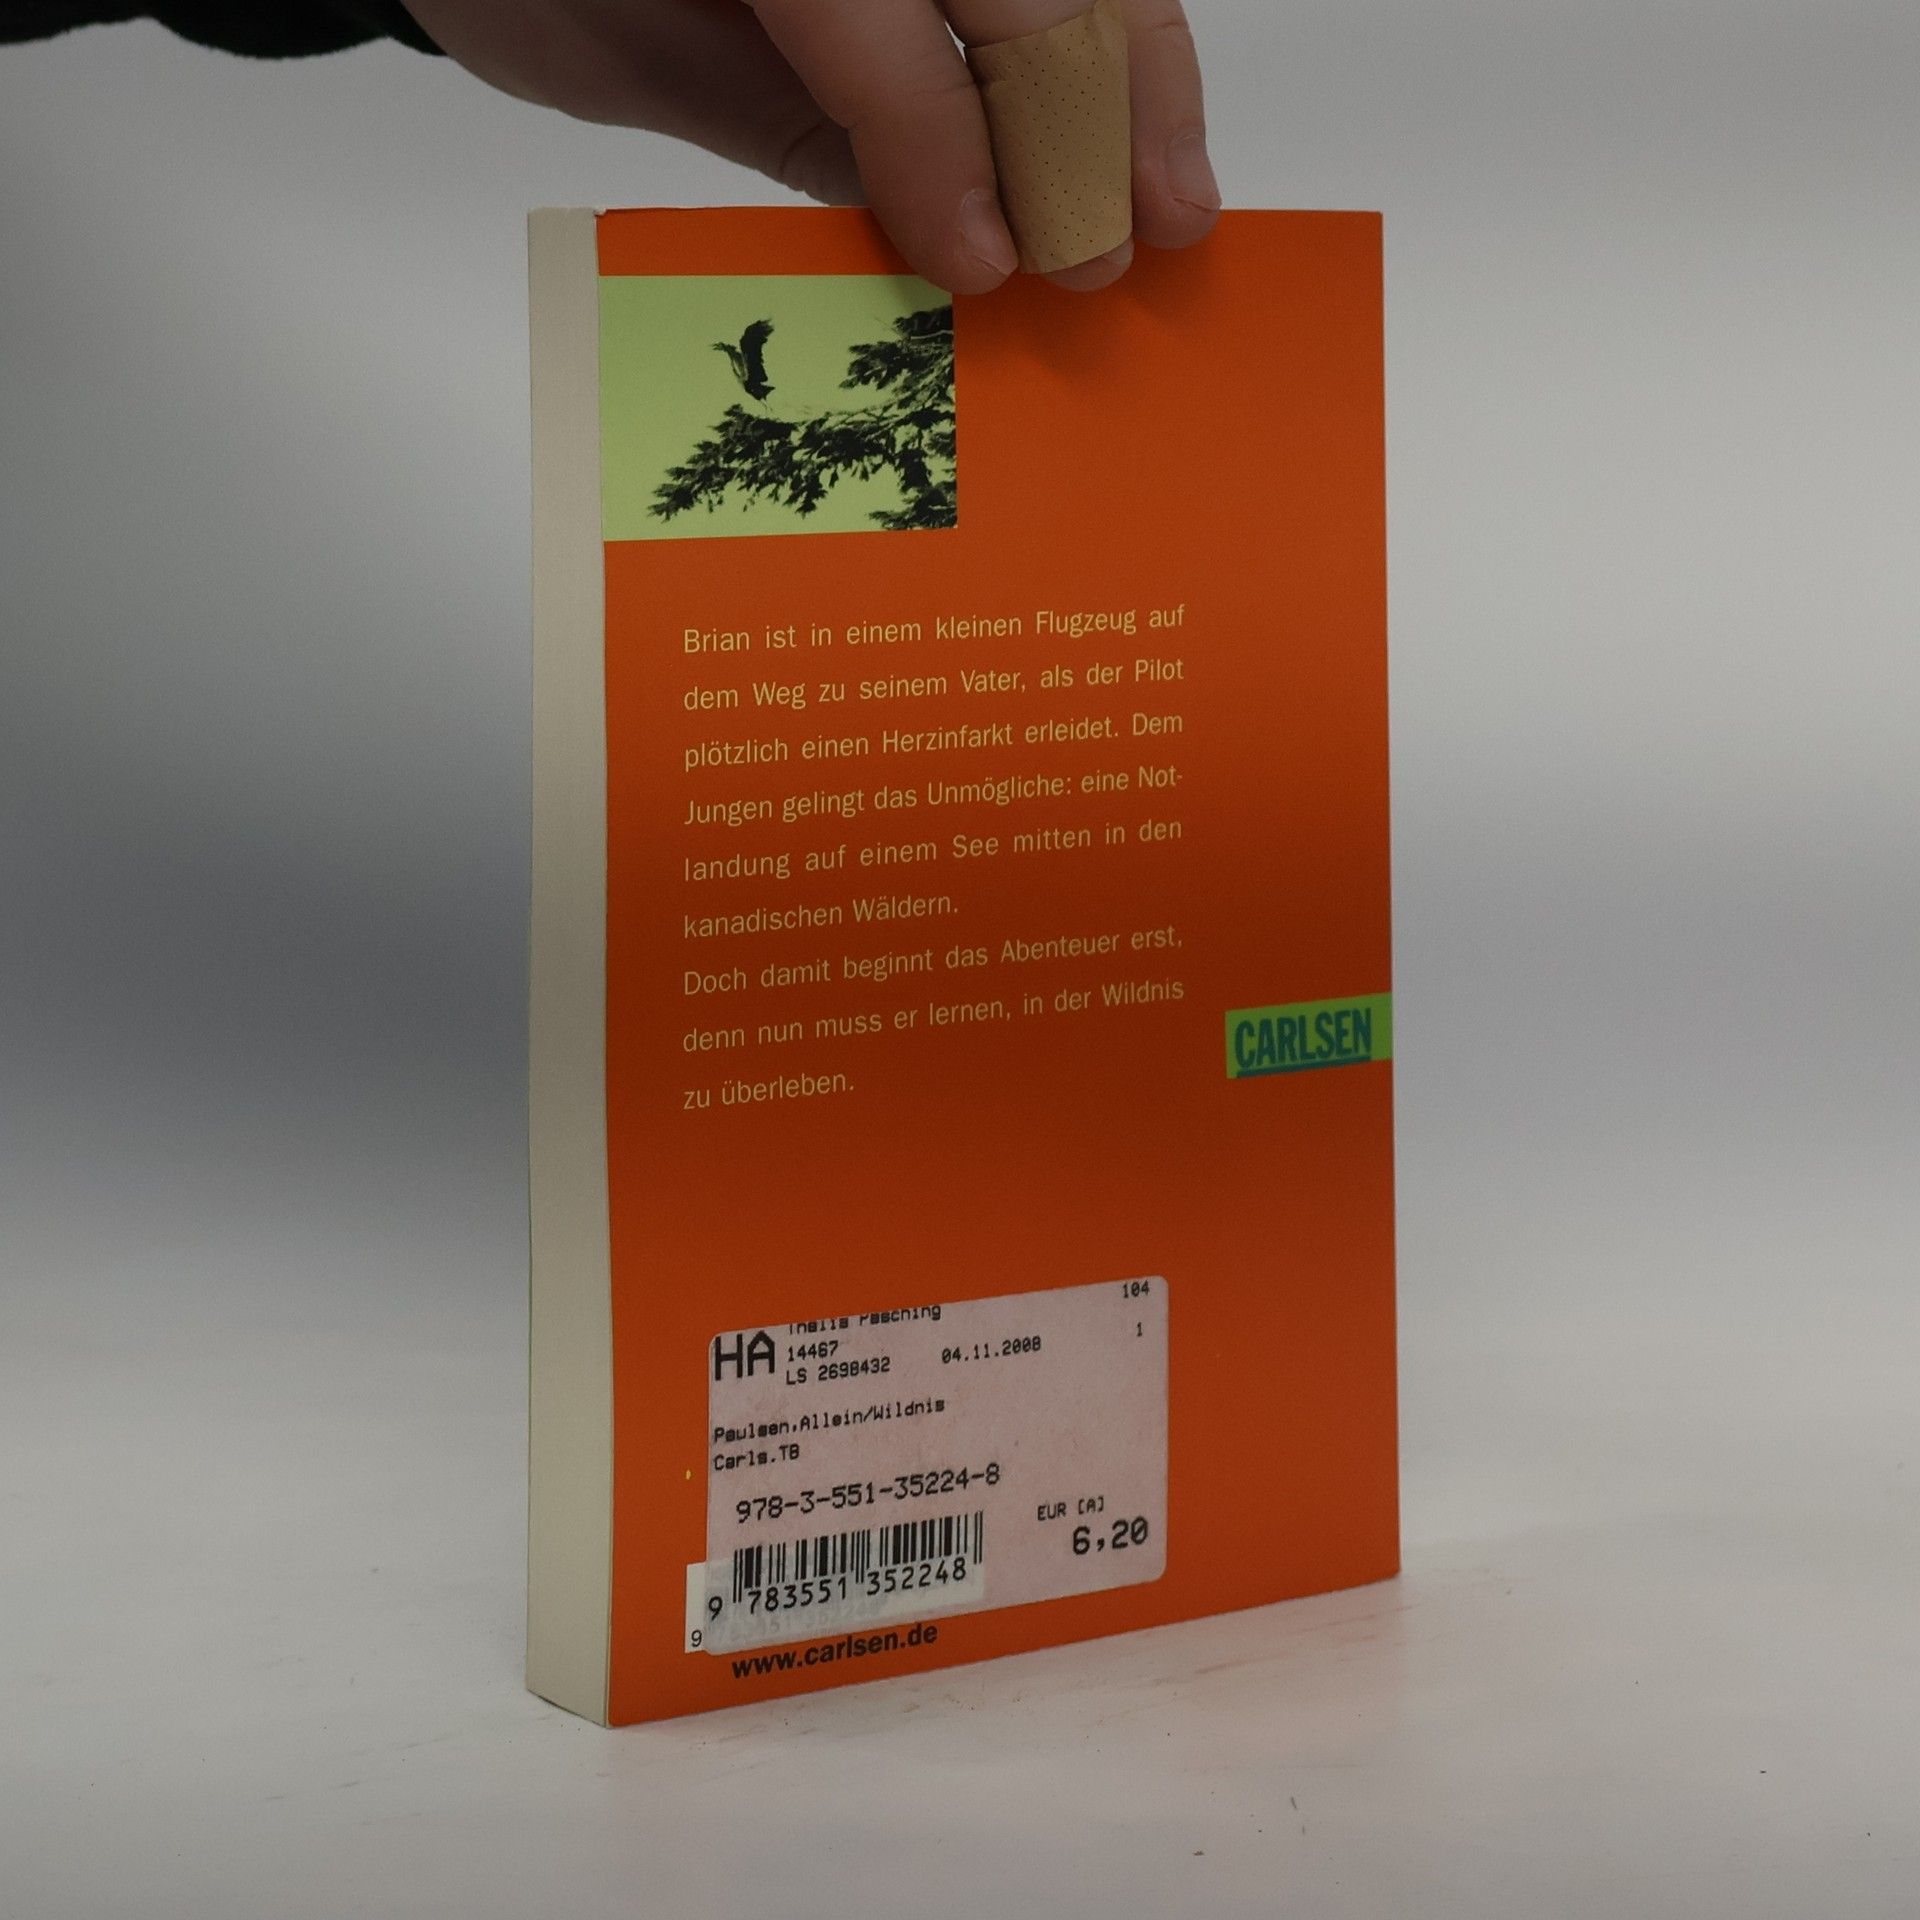 Brian ist in einem kleinen Flugzeug auf
dem Weg zu seinem Vater, als der Pilot
plötzlich einen Herzinfarkt erleidet. Dem
Jungen gelingt das Unmögliche: eine Not-
landung auf einem See mitten in den
kanadischen Wäldern.
Doch damit beginnt das Abenteuer erst,
denn nun muss er lernen, in der Wildnis
zu überleben.
CARLSEN
HA Thalia Pasching 104
14467 04.11.2008 1
LS 2698432
Paulsen,Allein/Wildnis
Carls.TB
978-3-551-35224-8
EUR [A]
6,20
9 783551 352248
9
www.carlsen.de